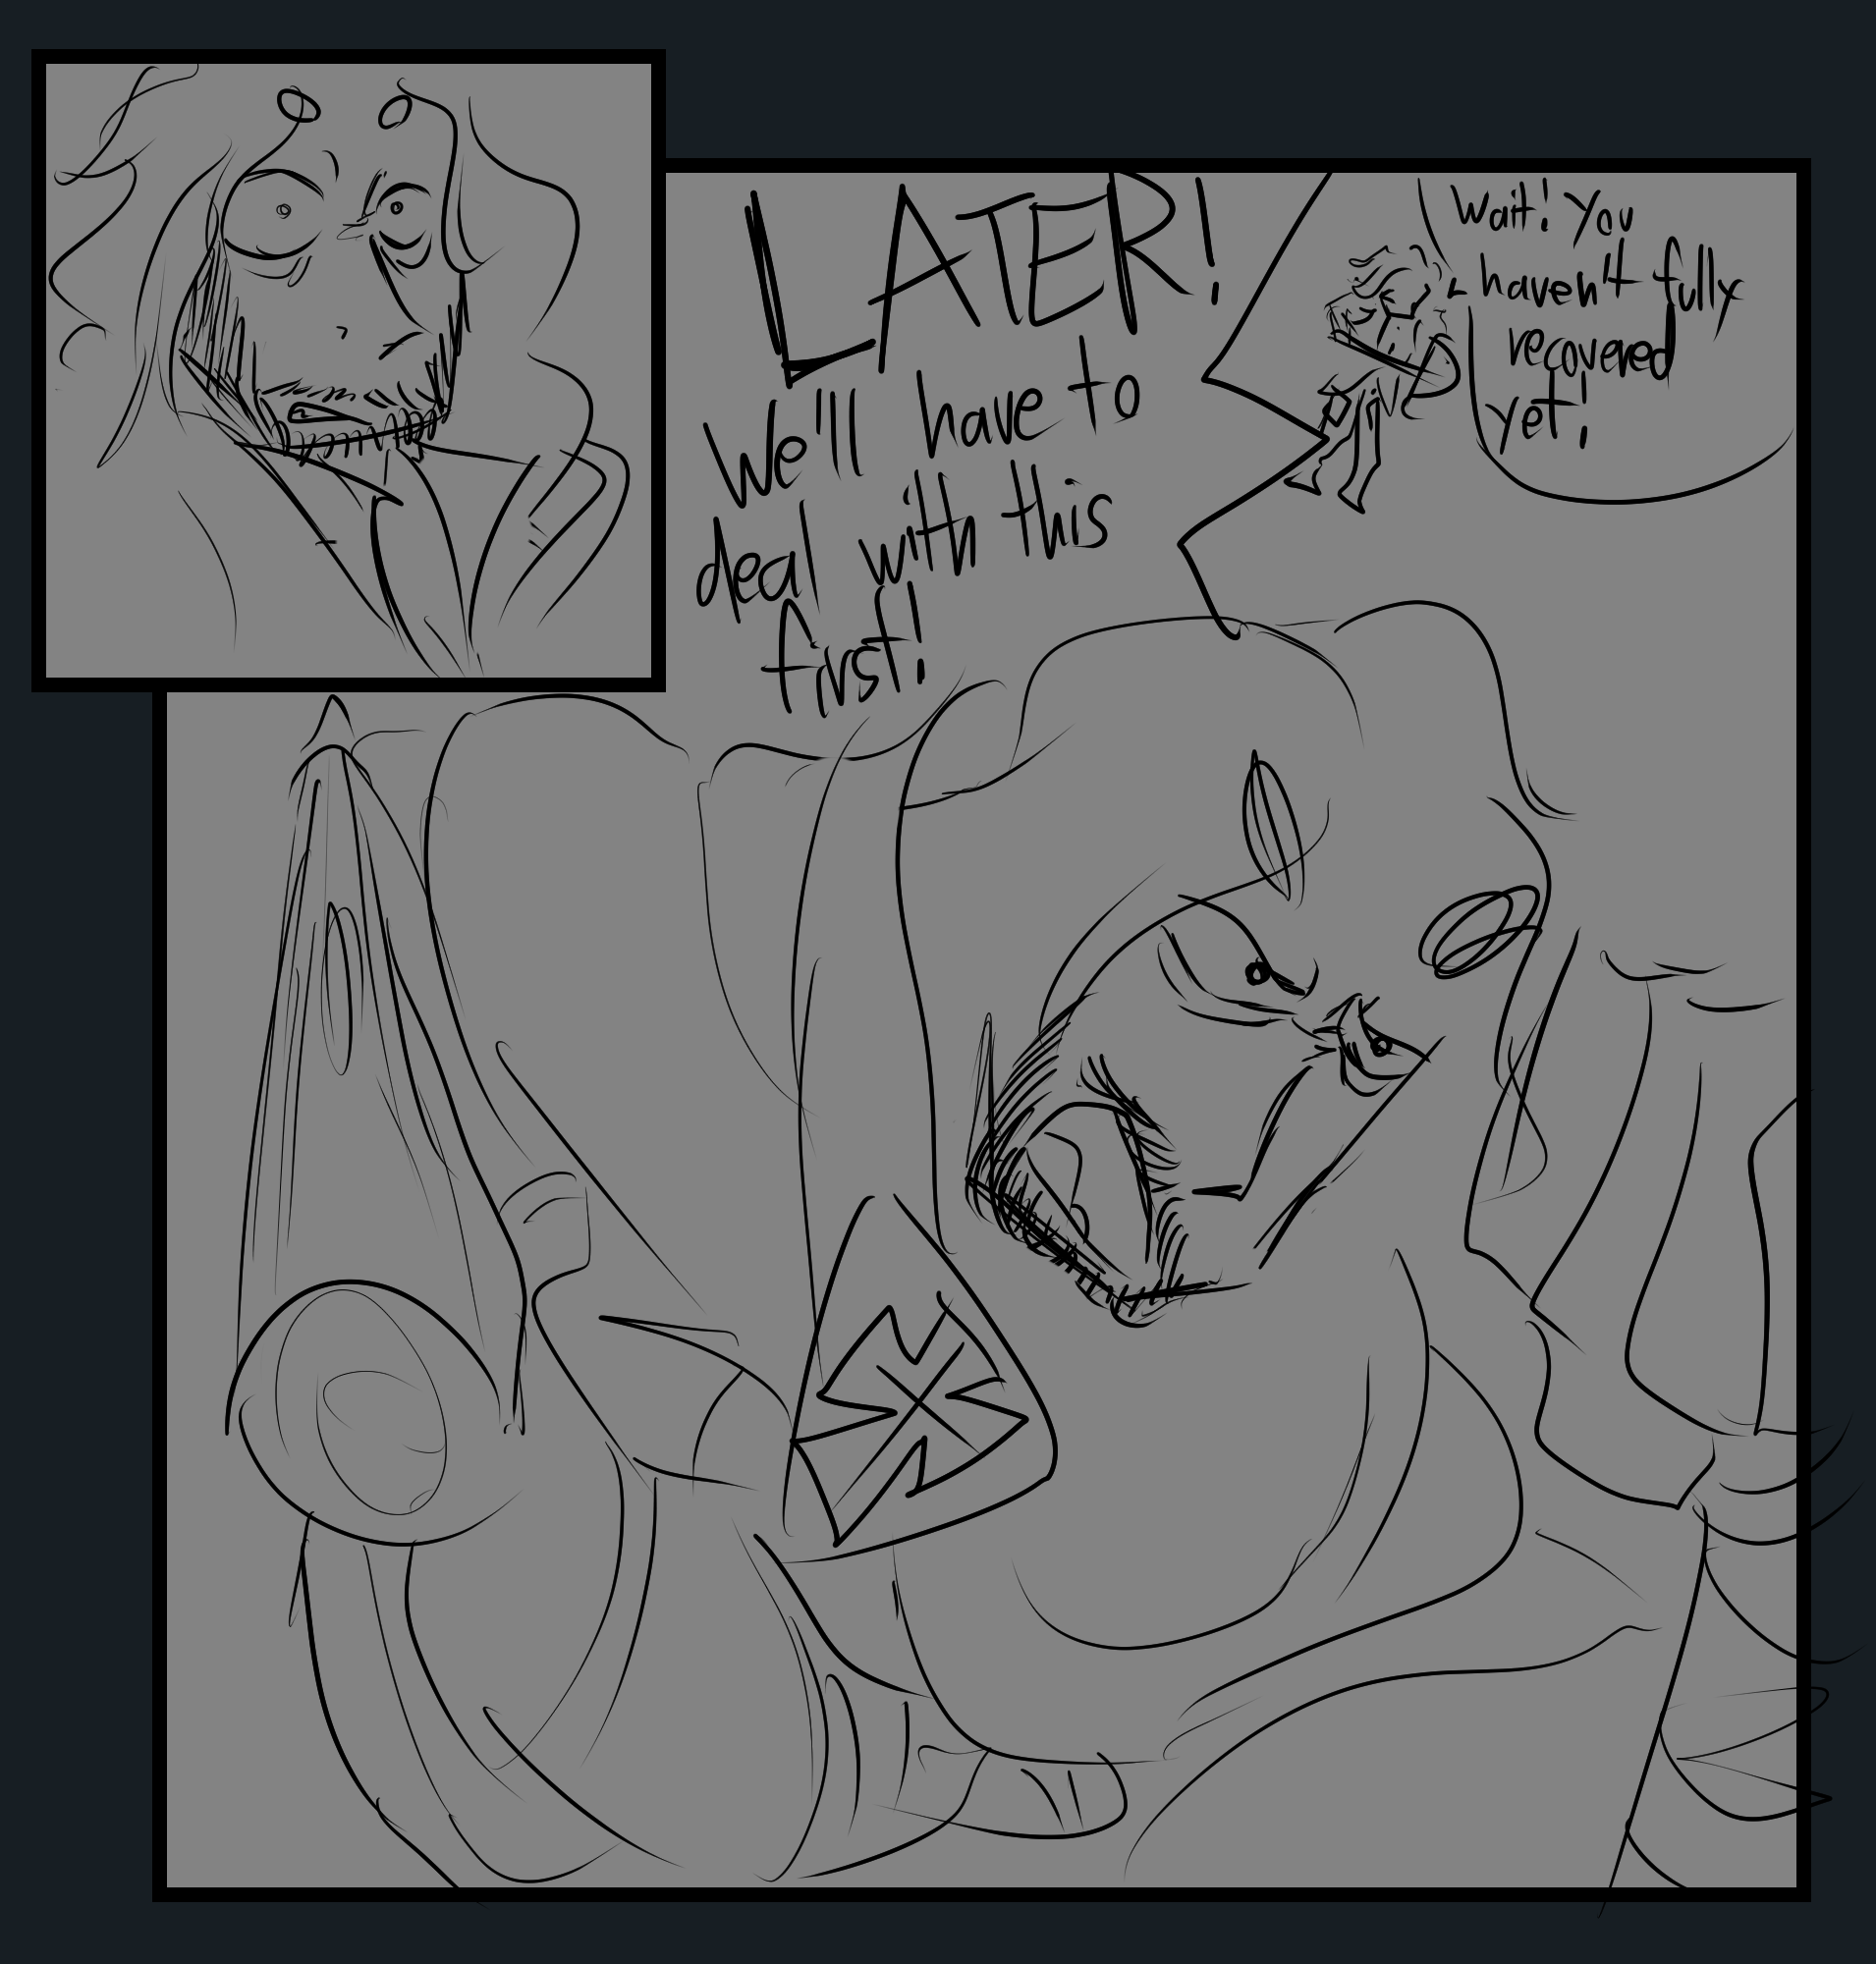 LATER!
we'll have to
deal with this
first!
Wait! You
haven't fully
recovered
yet!